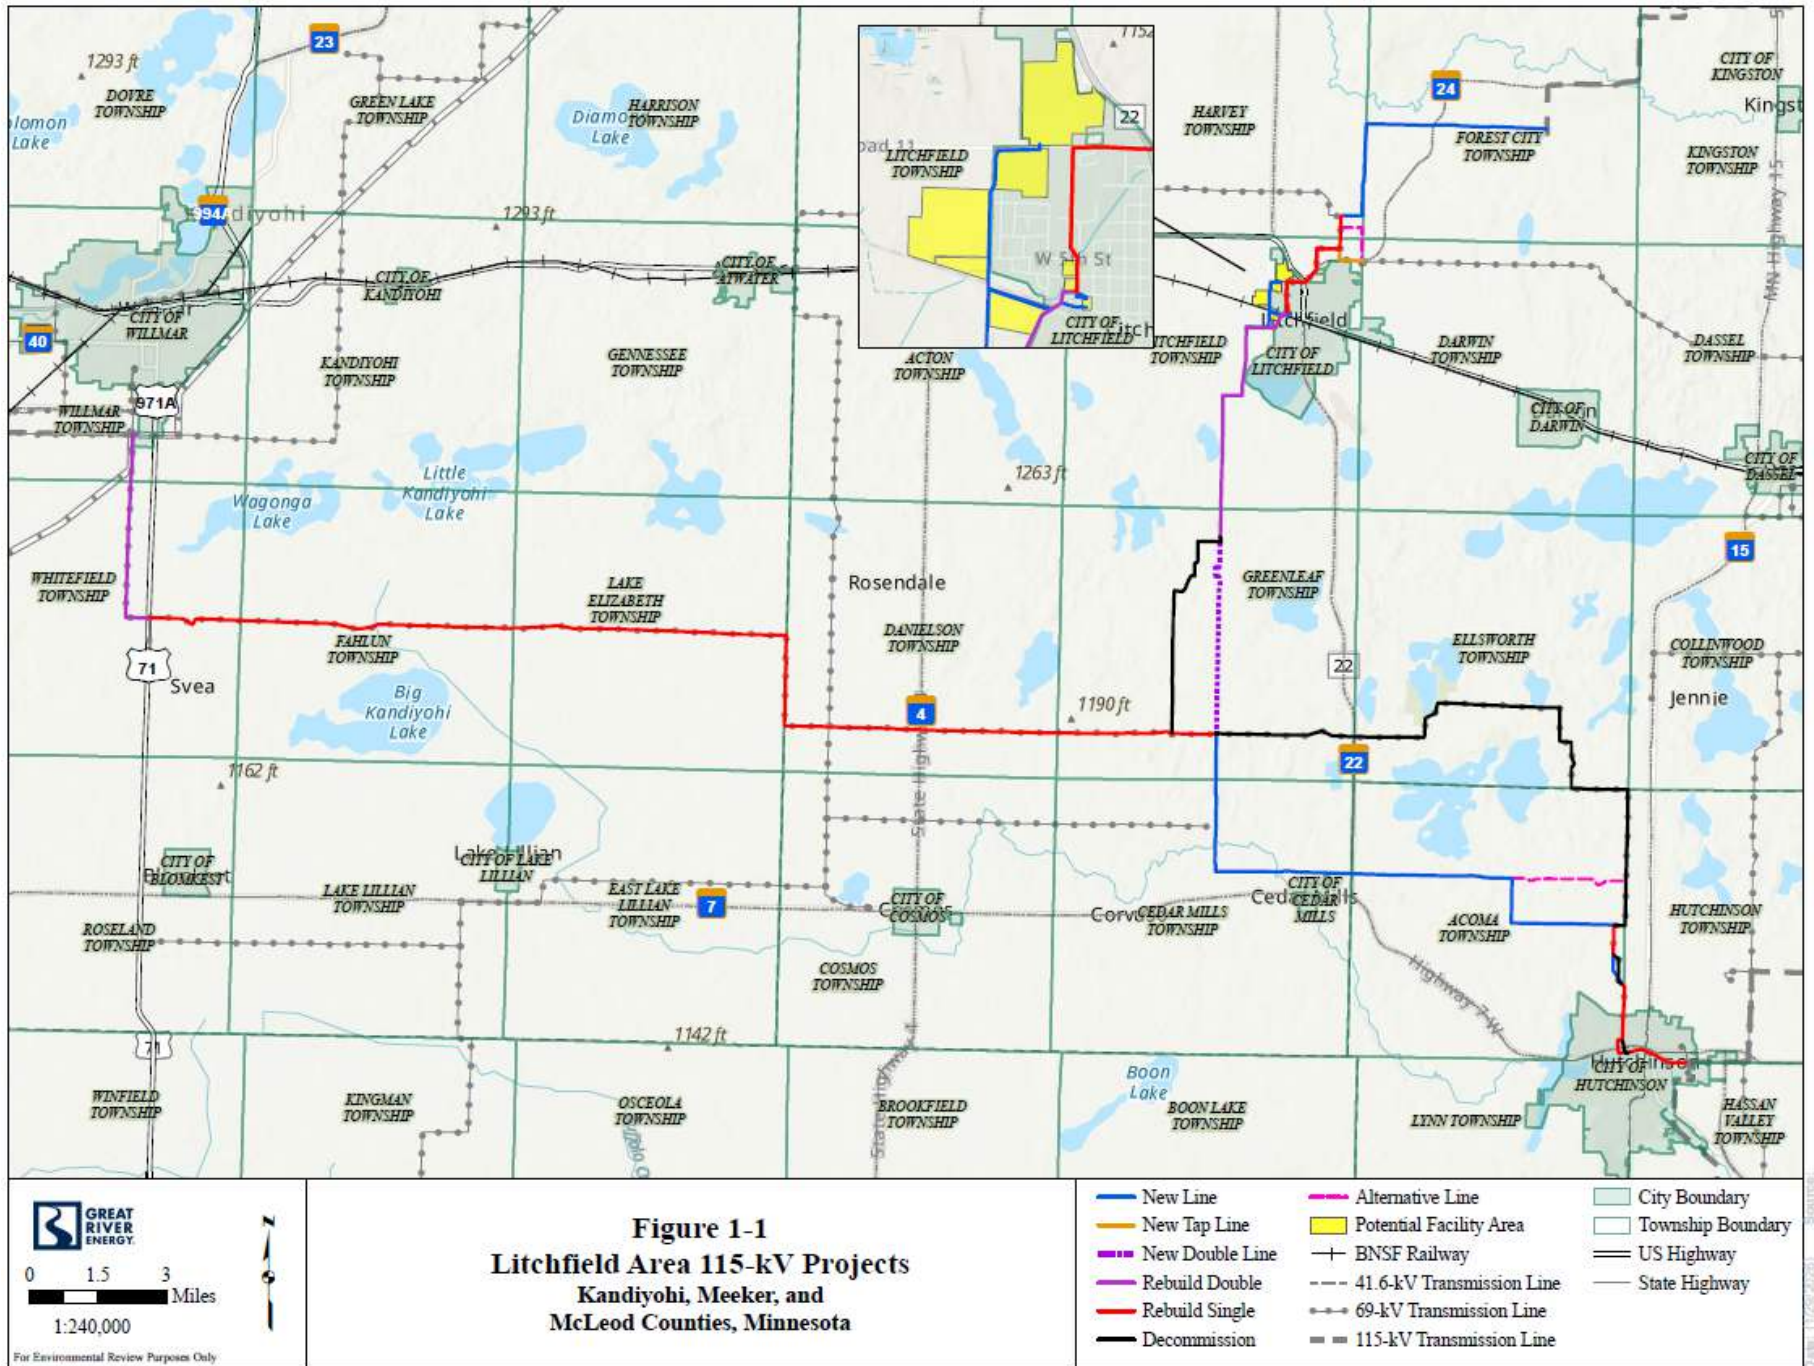 23
1293 ft
DOVRE
TOWNSHIP
GREEN LAKE
TOWNSHIP
HARRISON
TOWNSHIP
Lake
Lake
22
LITCHFIELD
TOWNSHIP
W 5th St
CITY OF
LITCHFIELD
HARVEY
TOWNSHIP
24
FOREST CITY
TOWNSHIP
CITY OF
KINGSTON
KINGSTON
TOWNSHIP
MN Highway 15
994A
1293 ft
CITY OF
KANDIYOHI
CITY OF
ATWATER
CITY OF
WILLMAR
40
KANDIYOHI
TOWNSHIP
GENNESSEE
TOWNSHIP
ACTON
TOWNSHIP
TOWNSHIP
Litchfield
CITY OF
LITCHFIELD
DARWIN
TOWNSHIP
DASSEL
TOWNSHIP
971A
WILLMAR
TOWNSHIP
CITY OF
DARWIN
CITY OF
DASSEL
Wagonga
Lake
Little
Kandiyohi
Lake
1263 ft
15
WHITEFIELD
TOWNSHIP
LAKE
ELIZABETH
TOWNSHIP
Rosendale
GREENLEAF
TOWNSHIP
FAHLUN
TOWNSHIP
DANIELSON
TOWNSHIP
ELLSWORTH
TOWNSHIP
COLLINWOOD
TOWNSHIP
71
Svea
22
Jennie
Big
Kandiyohi
Lake
4
1190 ft
22
1162 ft
CITY OF
BLOMKEST
CITY OF LAKE
LILLIAN
LAKE LILLIAN
TOWNSHIP
EAST LAKE
LILLIAN
TOWNSHIP
7
CITY OF
COSMOS
CEDAR MILLS
TOWNSHIP
CITY OF
CEDAR
MILLS
ACOMA
TOWNSHIP
HUTCHINSON
TOWNSHIP
ROSELAND
TOWNSHIP
COSMOS
TOWNSHIP
Highway 7 W
71
1142 ft
Hutchinson
CITY OF
HUTCHINSON
WINFIELD
TOWNSHIP
KINGMAN
TOWNSHIP
OSCEOLA
TOWNSHIP
BROOKFIELD
TOWNSHIP
Boon
Lake
BOON LAKE
TOWNSHIP
LYNN TOWNSHIP
HASSAN
VALLEY
TOWNSHIP
GREAT
RIVER
ENERGY.
N
0 1.5 3
Miles
1:240,000
For Environmental Review Purposes Only
Figure 1-1
Litchfield Area 115-kV Projects
Kandiyohi, Meeker, and
McLeod Counties, Minnesota
New Line
New Tap Line
New Double Line
Rebuild Double
Rebuild Single
Decommission
Alternative Line
Potential Facility Area
BNSF Railway
41.6-kV Transmission Line
69-kV Transmission Line
115-kV Transmission Line
City Boundary
Township Boundary
US Highway
State Highway